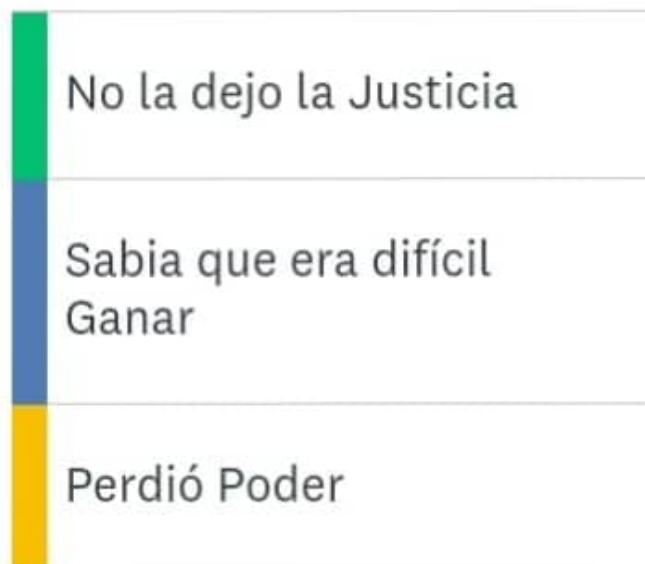 No la dejo la Justicia
Sabia que era difícil
Ganar
Perdió Poder